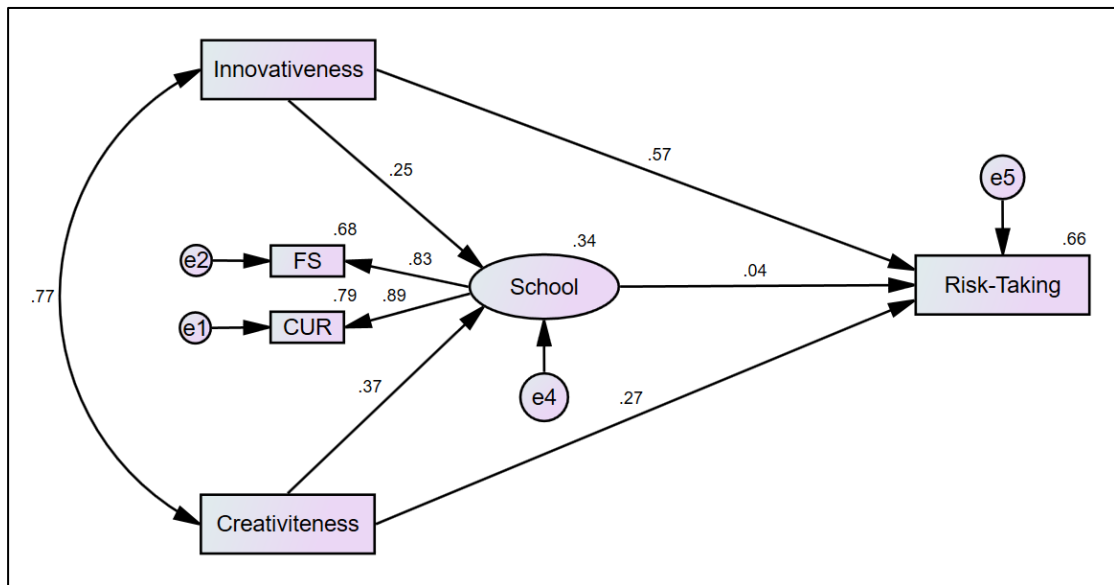 Innovativeness
.57
.25
e5
.68
.34
.66
e2
FS
.83
School
.04
Risk-Taking
.77
.79
.89
e1
CUR
.37
e4
.27
Creativiteness